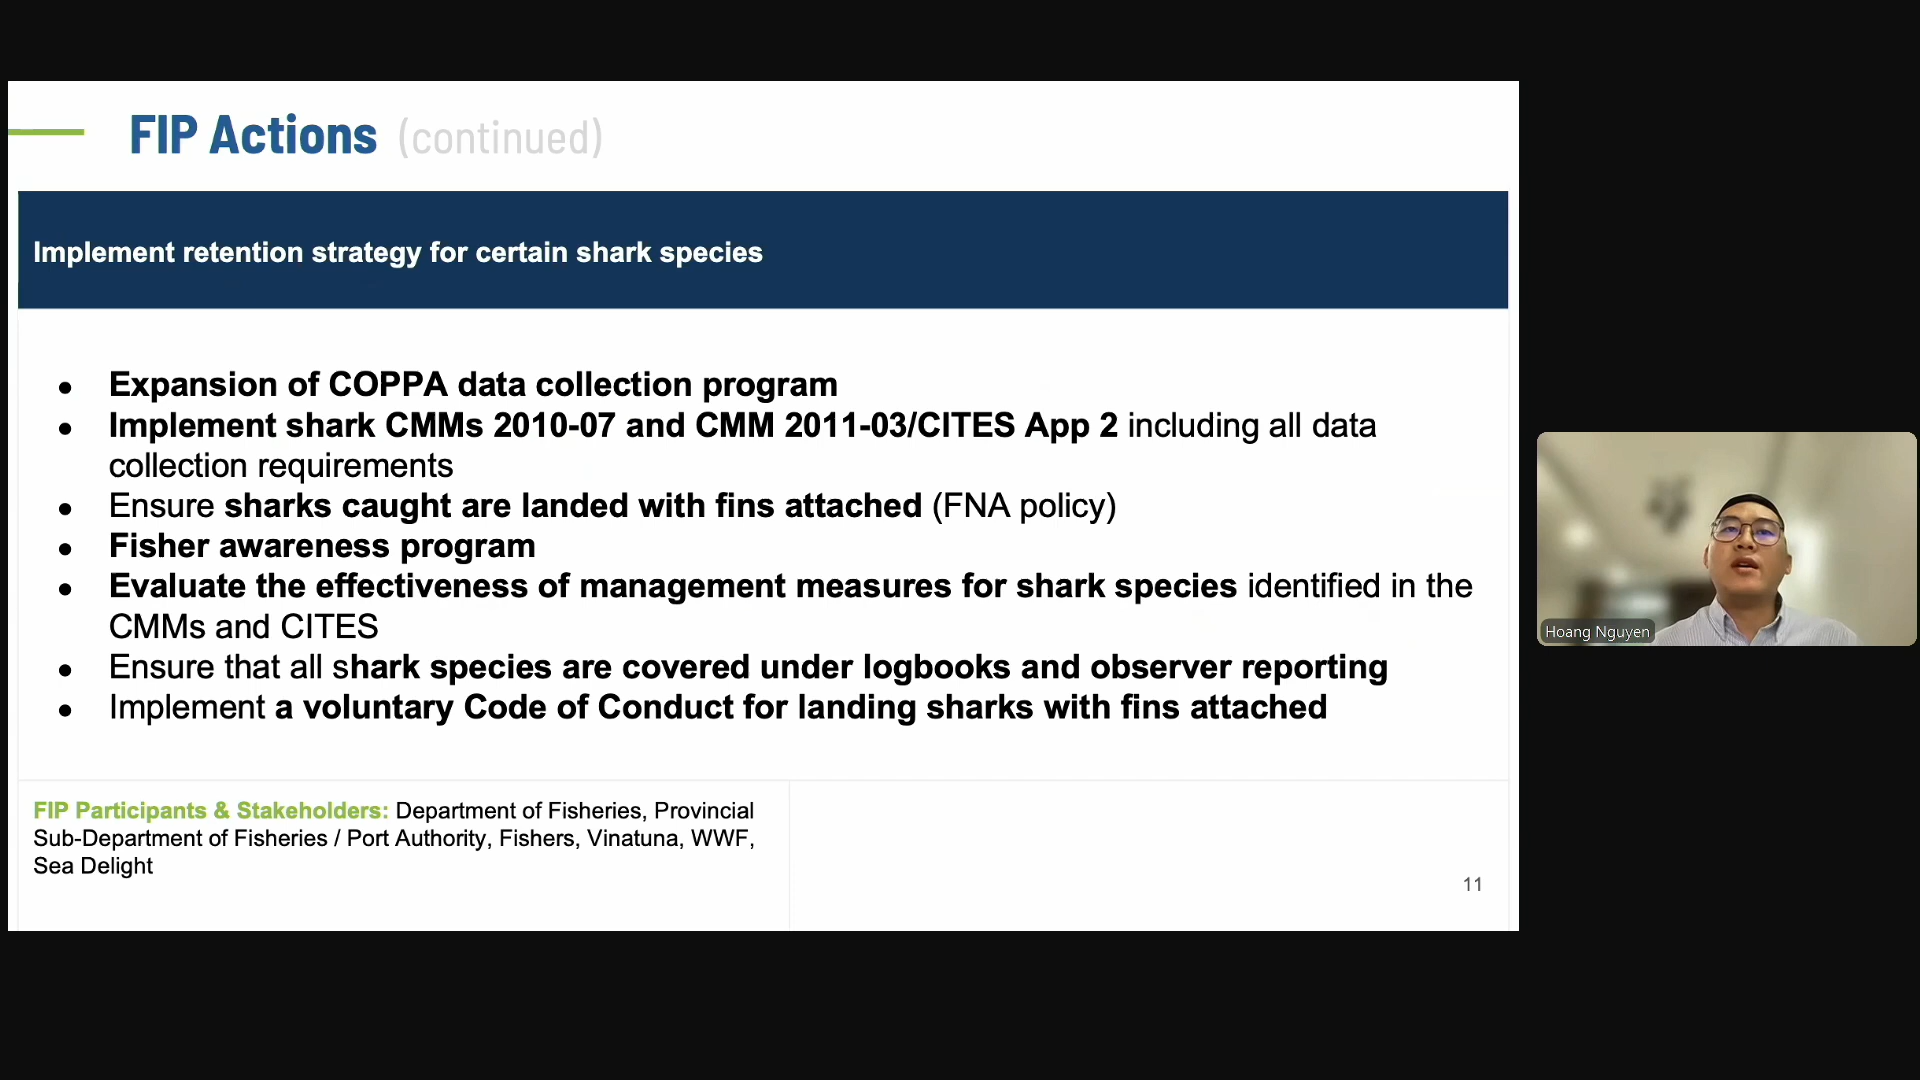 FIP Actions (continued)
Implement retention strategy for certain shark species
● Expansion of COPPA data collection program
● Implement shark CMMs 2010-07 and CMM 2011-03/CITES App 2 including all data
collection requirements
● Ensure sharks caught are landed with fins attached (FNA policy)
● Fisher awareness program
● Evaluate the effectiveness of management measures for shark species identified in the
CMMs and CITES
● Ensure that all shark species are covered under logbooks and observer reporting
● Implement a voluntary Code of Conduct for landing sharks with fins attached
FIP Participants & Stakeholders: Department of Fisheries, Provincial
Sub-Department of Fisheries / Port Authority, Fishers, Vinatuna, WWF,
Sea Delight
11
Hoang Nguyen